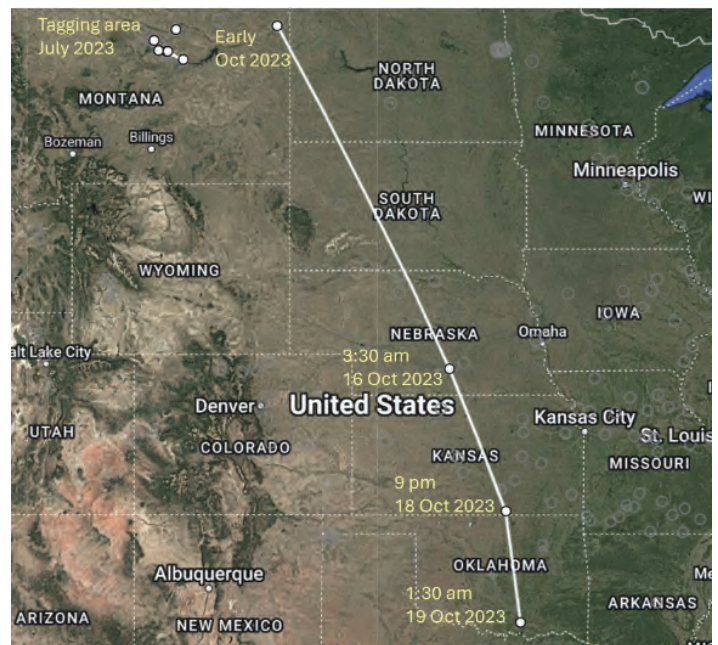 Tagging area
July 2023
Early
Oct 2023
NORTH
DAKOTA
MONTANA
MINNESOTA
Bozeman
Billings
Minneapolis
WI
SOUTH
DAKOTA
WYOMING
IOWA
NEBRASKA
Omaha
3:30 am
16 Oct 2023
alt Lake City
Denver
United States
Kansas City
St. Louis
UTAH
COLORADO
KANSAS
MISSOURI
9 pm
18 Oct 2023
OKLAHOMA
Albuquerque
Me
1:30 am
19 Oct 2023
ARKANSAS
ARIZONA
NEW MEXICO